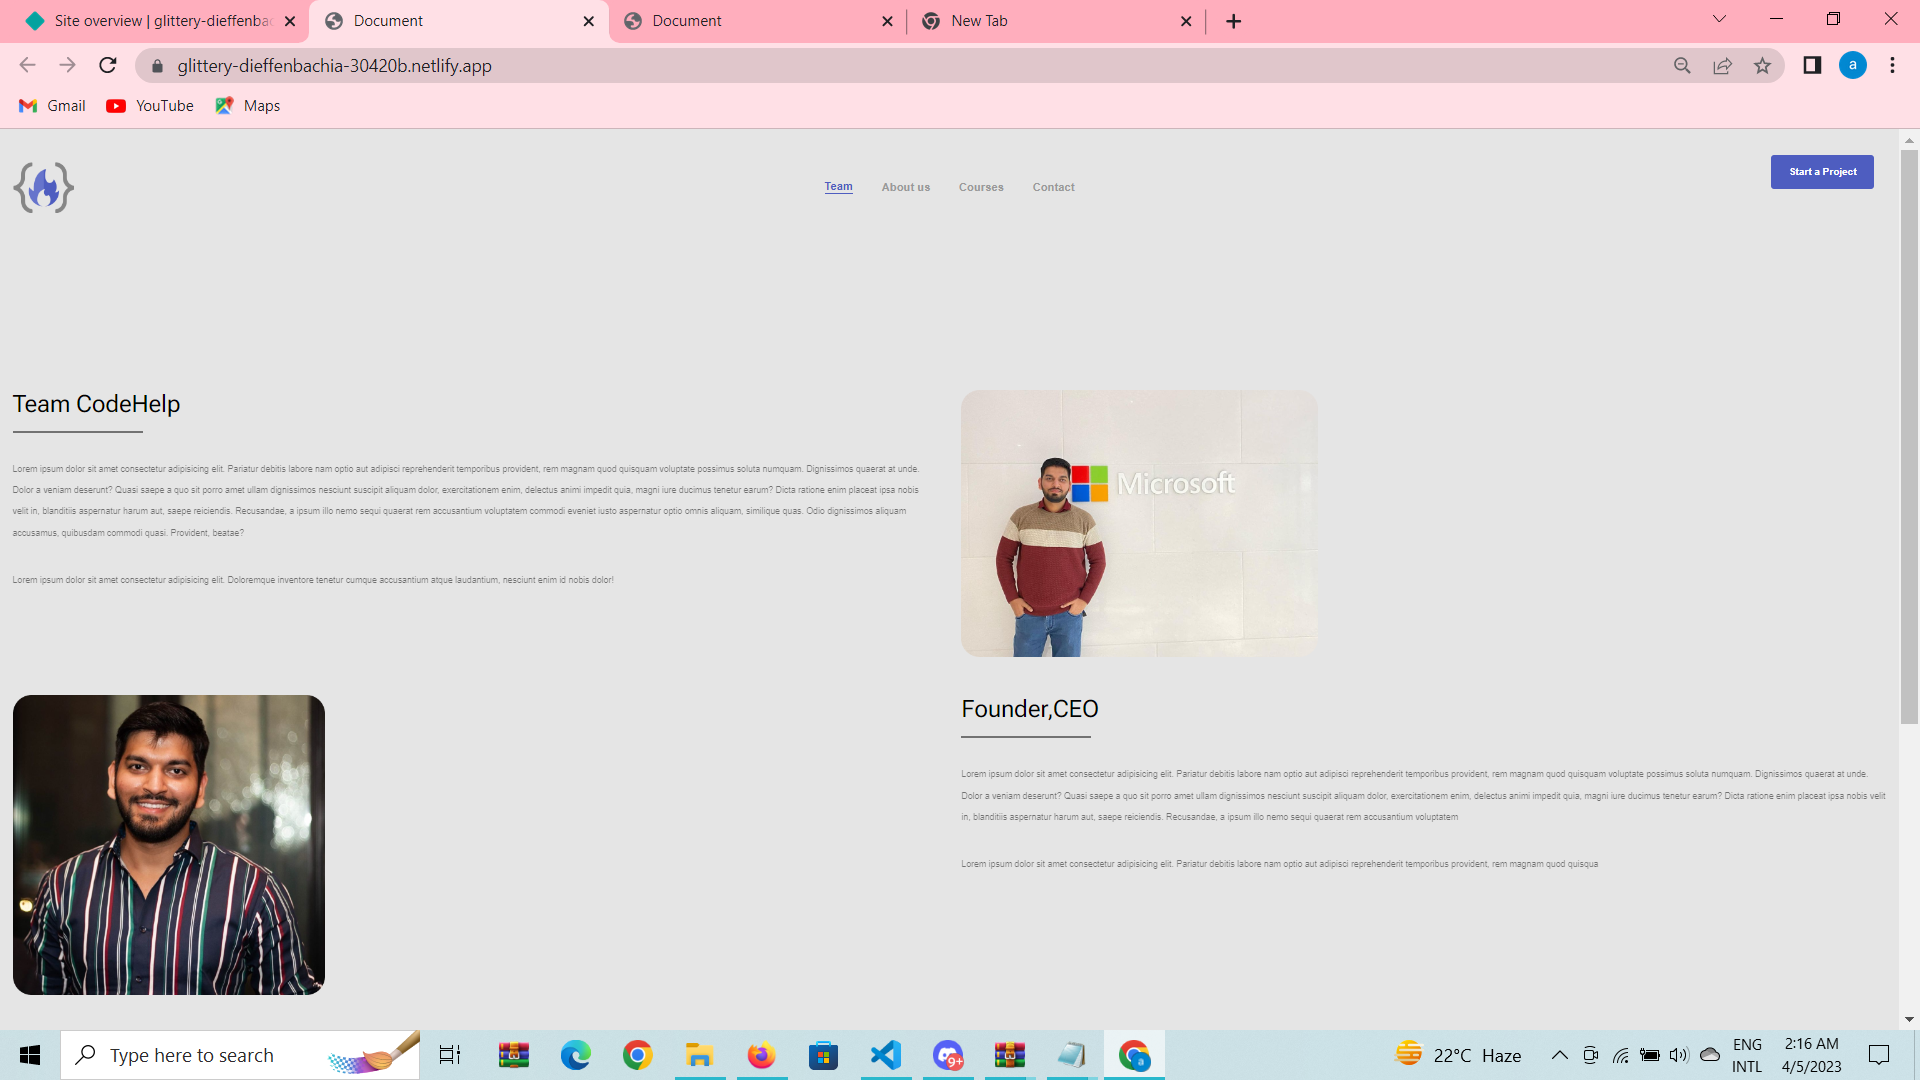 Site overview | glittery-dieffenba
Document
Document
New Tab
glittery-dieffenbachia-30420b.netlify.app
a
Gmail
YouTube
Maps
Team
About us
Courses
Contact
Start a Project
Team CodeHelp
Lorem ipsum dolor sit amet consectetur adipisicing elit. Pariatur debitis labore nam optio aut adipisci reprehenderit temporibus provident, rem magnam quod quisquam voluptate possimus soluta numquam. Dignissimos quaerat at unde.
Dolor a veniam deserunt? Quasi saepe a quo sit porro amet ullam dignissimos nesciunt suscipit aliquam dolor, exercitationem enim, delectus animi impedit quia, magni iure ducimus tenetur earum? Dicta ratione enim placeat ipsa nobis
velit in, blanditiis aspernatur harum aut, saepe reiciendis. Recusandae, a ipsum illo nemo sequi quaerat rem accusantium voluptatem commodi eveniet iusto aspernatur optio omnis aliquam, similique quas. Odio dignissimos aliquam
accusamus, quibusdam commodi quasi. Provident, beatae?
Lorem ipsum dolor sit amet consectetur adipisicing elit. Doloremque inventore tenetur cumque accusantium atque laudantium, nesciunt enim id nobis dolor!
Microsoft
Founder,CEO
Lorem ipsum dolor sit amet consectetur adipisicing elit. Pariatur debitis labore nam optio aut adipisci reprehenderit temporibus provident, rem magnam quod quisquam voluptate possimus soluta numquam. Dignissimos quaerat at unde.
Dolor a veniam deserunt? Quasi saepe a quo sit porro amet ullam dignissimos nesciunt suscipit aliquam dolor, exercitationem enim, delectus animi impedit quia, magni iure ducimus tenetur earum? Dicta ratione enim placeat ipsa nobis velit
in, blanditiis aspernatur harum aut, saepe reiciendis. Recusandae, a ipsum illo nemo sequi quaerat rem accusantium voluptatem
Lorem ipsum dolor sit amet consectetur adipisicing elit. Pariatur debitis labore nam optio aut adipisci reprehenderit temporibus provident, rem magnam quod quisqua
Type here to search
9+
a
22°C Haze
ENG
INTL
2:16 AM
4/5/2023